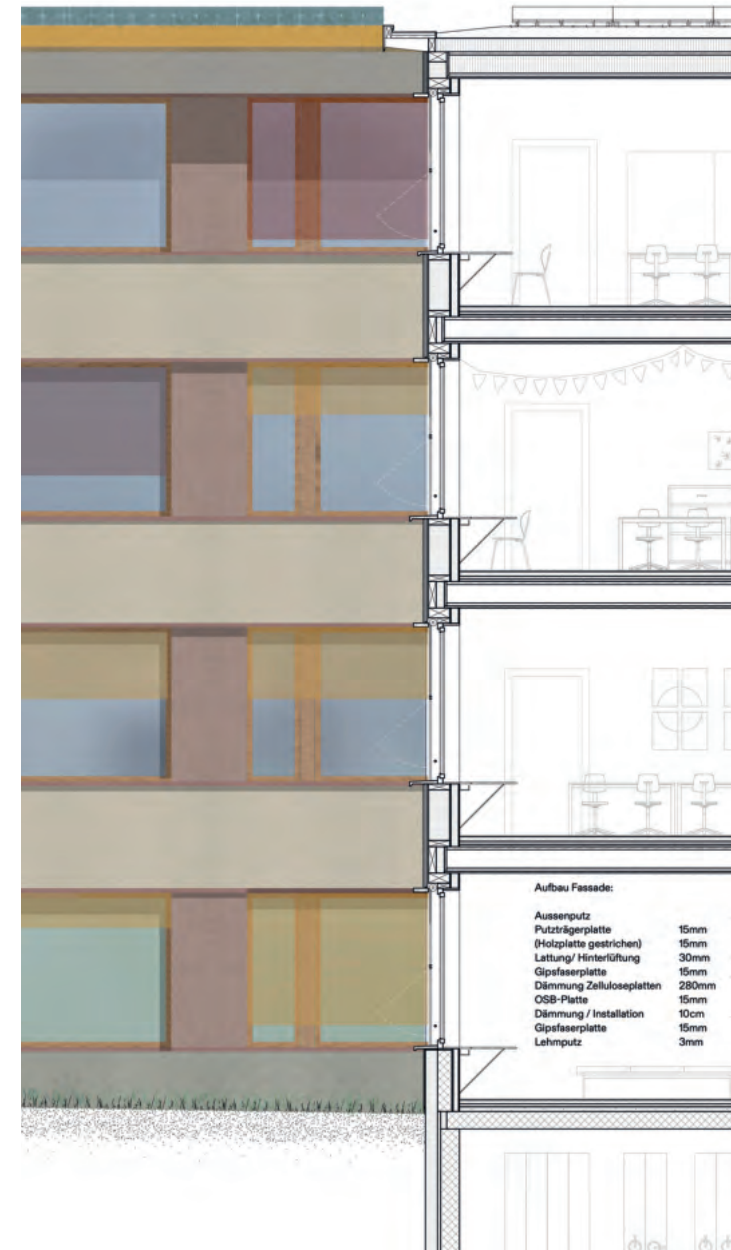 Aufbau Fassade:
Aussenputz
Putzträgerplatte 15mm
(Holzplatte gestrichen) 15mm
Lattung/ Hinterlüftung 30mm
Gipsfaserplatte 15mm
Dämmung Zelluloseplatten 280mm
OSB-Platte 15mm
Dämmung / Installation 10cm
Gipsfaserplatte 15mm
Lehmputz 3mm